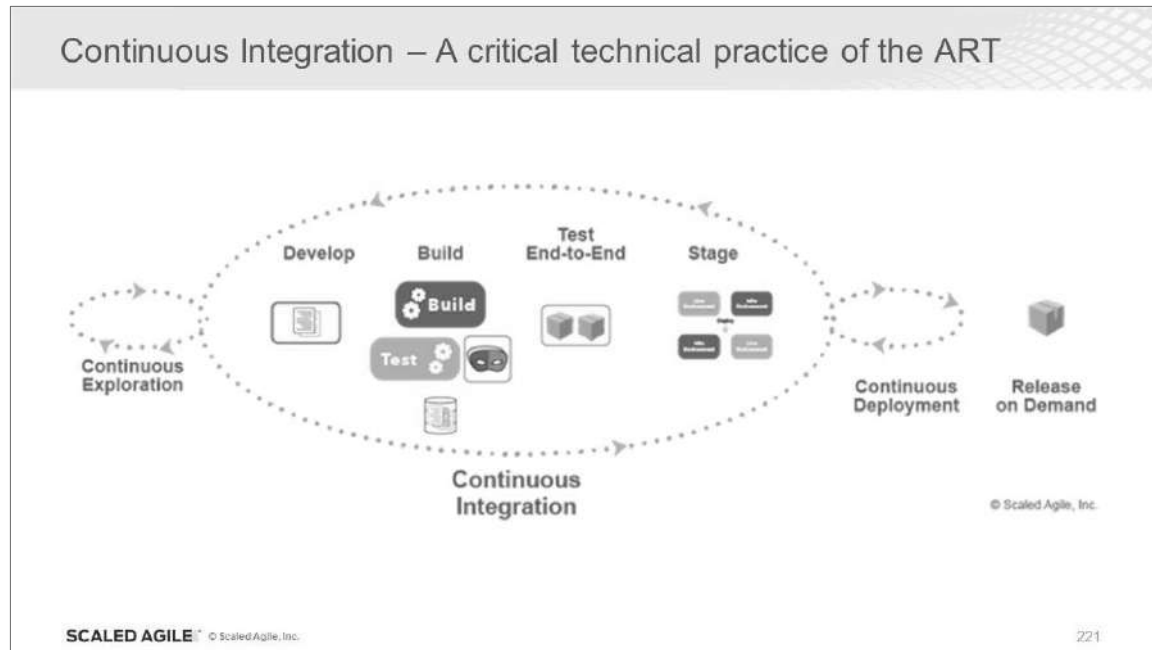 Continuous Integration – A critical technical practice of the ART
Develop
Build
Test
End-to-End
Stage
Build
Test
Continuous
Exploration
Continuous
Integration
Continuous
Deployment
Release
on Demand
© Scaled Agile, Inc.
SCALED AGILE © Scaled Agile, Inc.
221